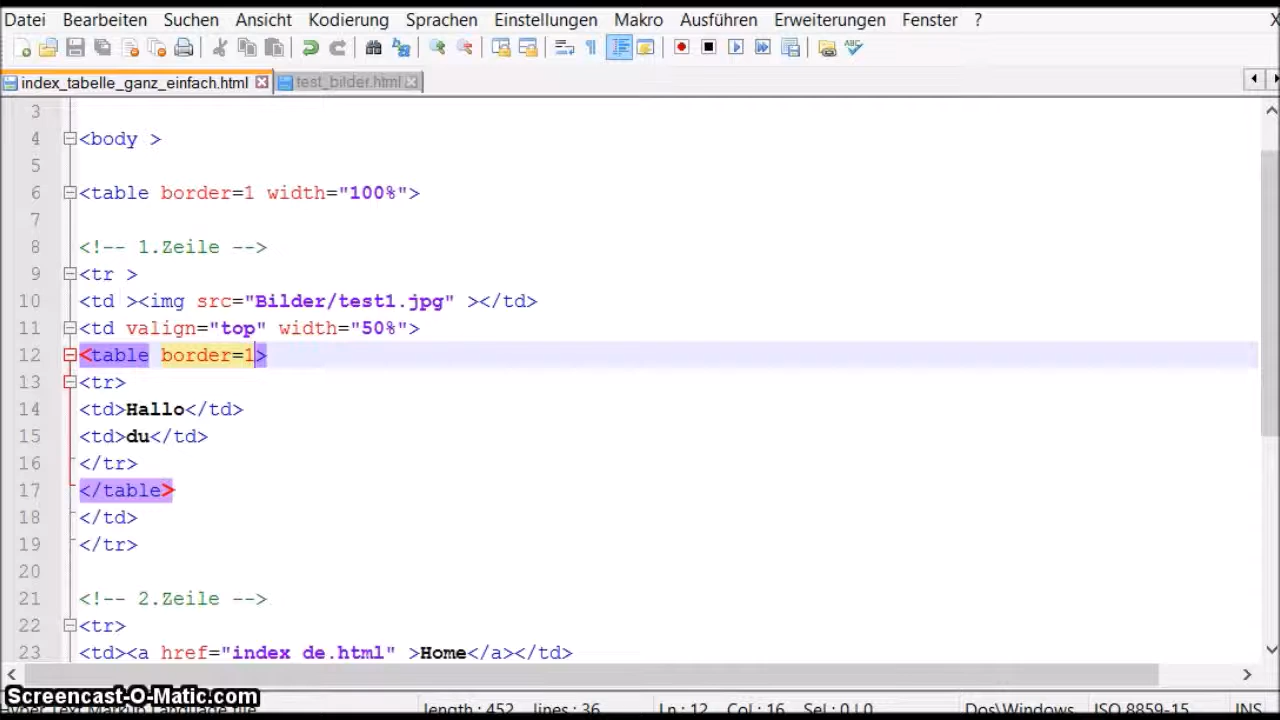 Datei Bearbeiten Suchen Ansicht Kodierung Sprachen Einstellungen Makro Ausführen Erweiterungen Fenster ? X
index_tabelle_ganz_einfach.html test_bilder.html
3
4 <body >
5
6 <table border=1 width="100%">
7
8 <!-- 1.Zeile -->
9 <tr >
10 <td ><img src="Bilder/test1.jpg" ></td>
11 <td valign="top" width="50%">
12 <table border=1>
13 <tr>
14 <td>Hallo</td>
15 <td>du</td>
16 </tr>
17 </table>
18 </td>
19 </tr>
20
21 <!-- 2.Zeile -->
22 <tr>
23 <td><a href="index de.html" >Home</a></td>
Screencast-O-Matic.com
Hyper Text Markup Language file length : 452 lines : 36 Ln : 12 Col : 16 Sel : 0 | 0 Dos\Windows ISO 8859-15 INS